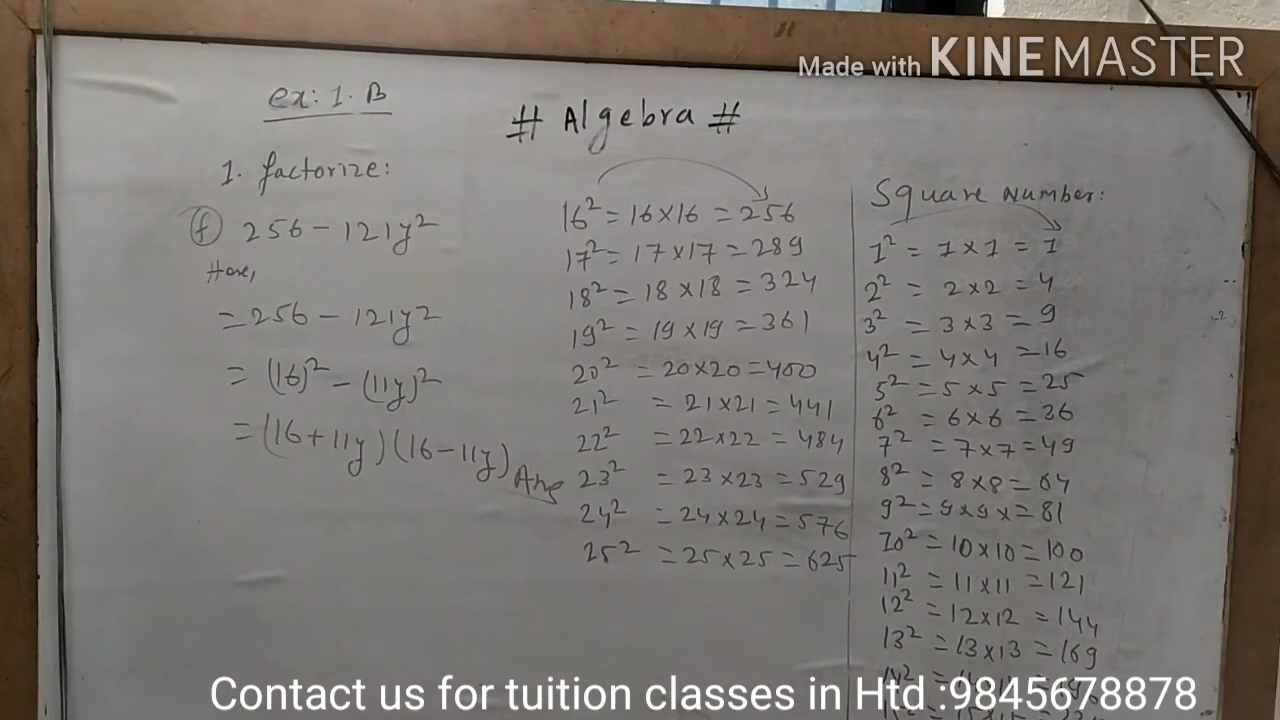 Made with KINEMASTER
ex: 1. B
# Algebra #
1. factorize:
(f) 256 - 121y²
Here,
= 256 - 121y²
= (16)² - (11y)²
= (16 + 11y) (16 - 11y) Ans
16² = 16 × 16 = 256
17² = 17 × 17 = 289
18² = 18 × 18 = 324
19² = 19 × 19 = 361
20² = 20 × 20 = 400
21² = 21 × 21 = 441
22² = 22 × 22 = 484
23² = 23 × 23 = 529
24² = 24 × 24 = 576
25² = 25 × 25 = 625
Square Number:
1² = 1 × 1 = 1
2² = 2 × 2 = 4
3² = 3 × 3 = 9
4² = 4 × 4 = 16
5² = 5 × 5 = 25
6² = 6 × 6 = 36
7² = 7 × 7 = 49
8² = 8 × 8 = 64
9² = 9 × 9 × = 81
10² = 10 × 10 = 100
11² = 11 × 11 = 121
12² = 12 × 12 = 144
13² = 13 × 13 = 169
14² =
Contact us for tuition classes in Htd :9845678878